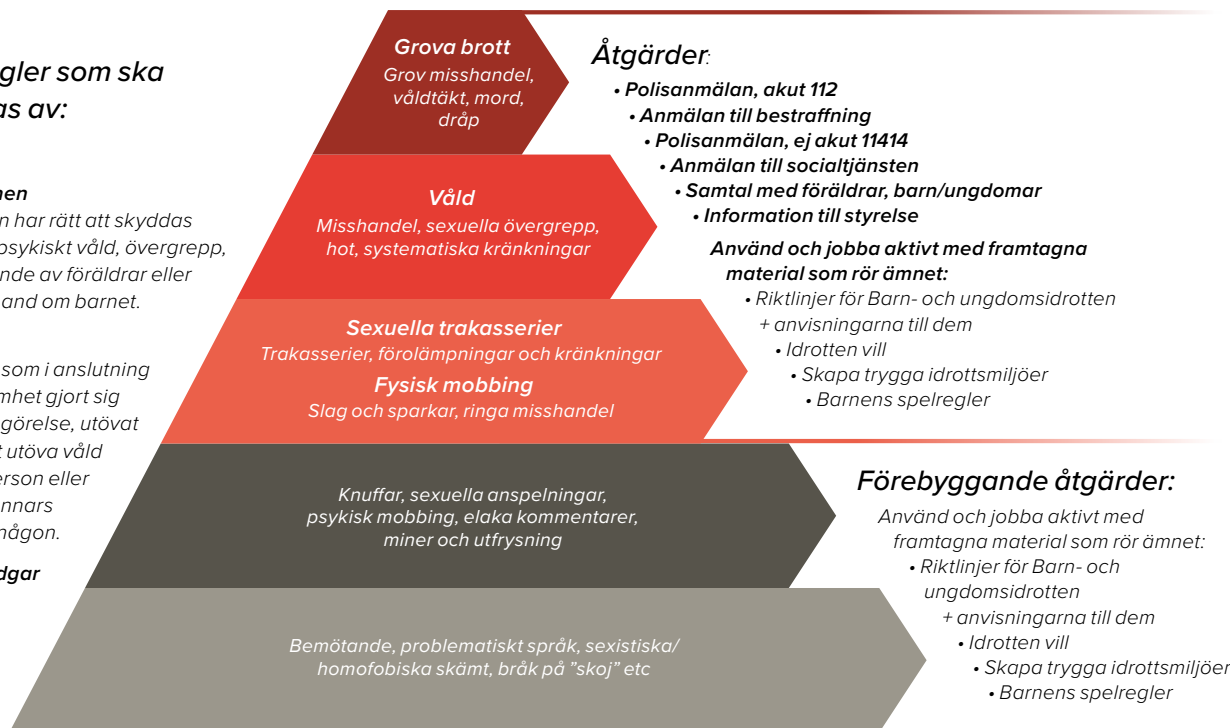 gler som ska
as av:
nen
n har rätt att skyddas
psykiskt våld, övergrepp,
nde av föräldrar eller
and om barnet.
som i anslutning
mhet gjort sig
görelse, utövat
t utöva våld
erson eller
nnars
någon.
dgar
Grova brott
Grov misshandel,
våldtäkt, mord,
dråp
Våld
Misshandel, sexuella övergrepp,
hot, systematiska kränkningar
Sexuella trakasserier
Trakasserier, förolämpningar och kränkningar
Fysisk mobbing
Slag och sparkar, ringa misshandel
Knuffar, sexuella anspelningar,
psykisk mobbing, elaka kommentarer,
miner och utfrysning
Bemötande, problematiskt språk, sexistiska/
homofobiska skämt, bråk på ”skoj” etc
Åtgärder:
• Polisanmälan, akut 112
• Anmälan till bestraffning
• Polisanmälan, ej akut 11414
• Anmälan till socialtjänsten
• Samtal med föräldrar, barn/ungdomar
• Information till styrelse
Använd och jobba aktivt med framtagna
material som rör ämnet:
• Riktlinjer för Barn- och ungdomsidrotten
+ anvisningarna till dem
• Idrotten vill
• Skapa trygga idrottsmiljöer
• Barnens spelregler
Förebyggande åtgärder:
Använd och jobba aktivt med
framtagna material som rör ämnet:
• Riktlinjer för Barn- och
ungdomsidrotten
+ anvisningarna till dem
• Idrotten vill
• Skapa trygga idrottsmiljöer
• Barnens spelregler